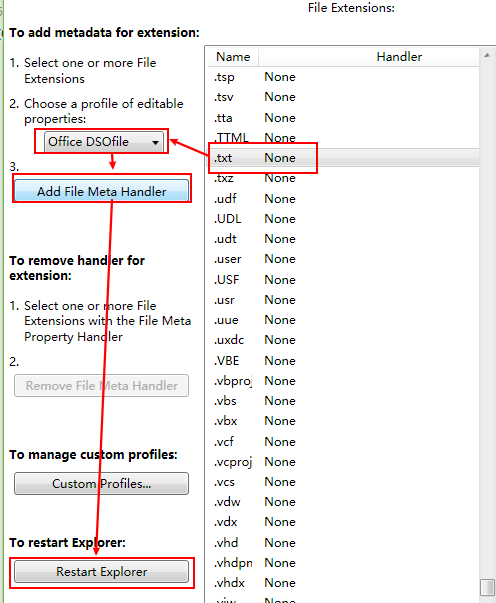 File Extensions:
To add metadata for extension:
1. Select one or more File
Extensions
2. Choose a profile of editable
properties:
Office DSOfile
3.
Add File Meta Handler
To remove handler for
extension:
1. Select one or more File
Extensions with the File Meta
Property Handler
2.
Remove File Meta Handler
To manage custom profiles:
Custom Profiles...
To restart Explorer:
Restart Explorer
Name Handler
.tsp None
.tsv None
.tta None
.TTML None
.txt None
.txz None
.udf None
.UDL None
.udt None
.user None
.USF None
.usr None
.uue None
.uxdc None
.VBE None
.vbproj None
.vbs None
.vbx None
.vcf None
.vcproj None
.vcs None
.vdw None
.vdx None
.vhd None
.vhdpn None
.vhdx None